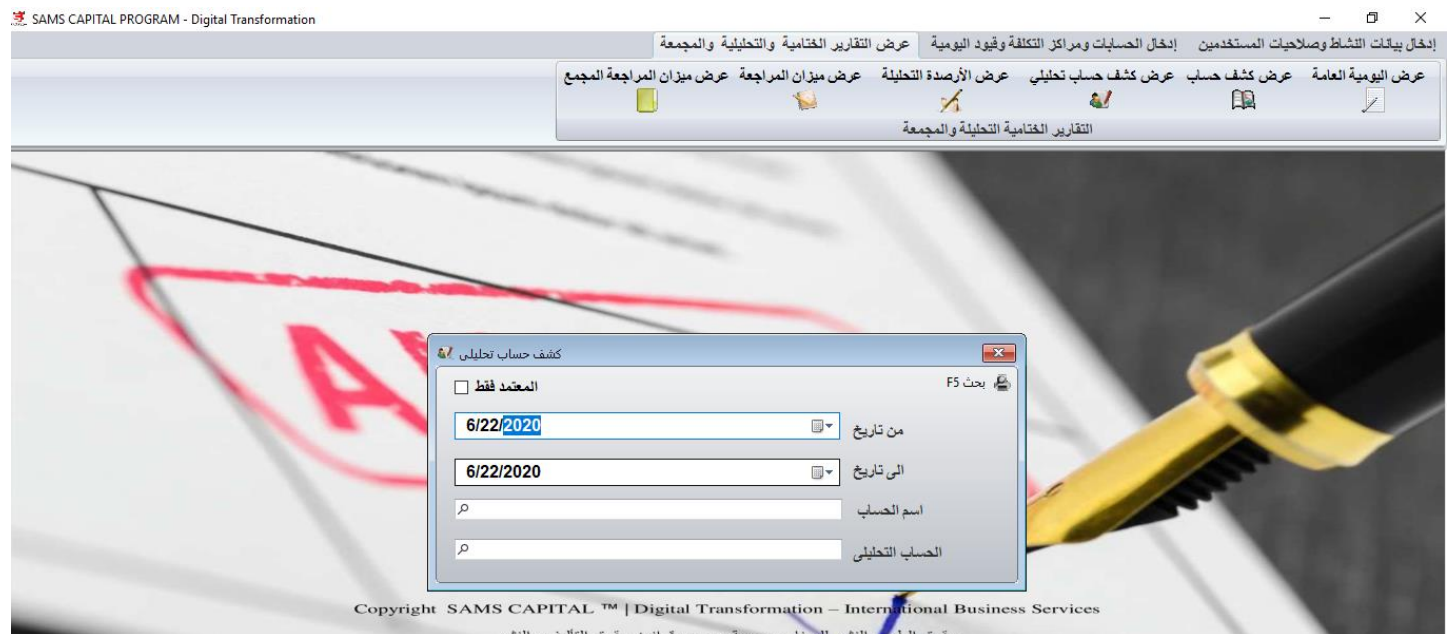 SAMS CAPITAL PROGRAM - Digital Transformation
إدخال بيانات النشاط وصلاحيات المستخدمين إدخال الحسابات ومراكز التكلفة وقيود اليومية عرض التقارير الختامية والتحليلية والمجمعة
عرض اليومية العامة عرض كشف حساب عرض كشف حساب تحليلي عرض الأرصدة التحليلة عرض ميزان المراجعة عرض ميزان المراجعة المجمع
التقارير الختامية التحليلة والمجمعة
كشف حساب تحليلى
بحث F5
المعتمد فقط
من تاريخ 6/22/2020
الى تاريخ 6/22/2020
اسم الحساب
الحساب التحليلى
Copyright SAMS CAPITAL ™ | Digital Transformation – International Business Services